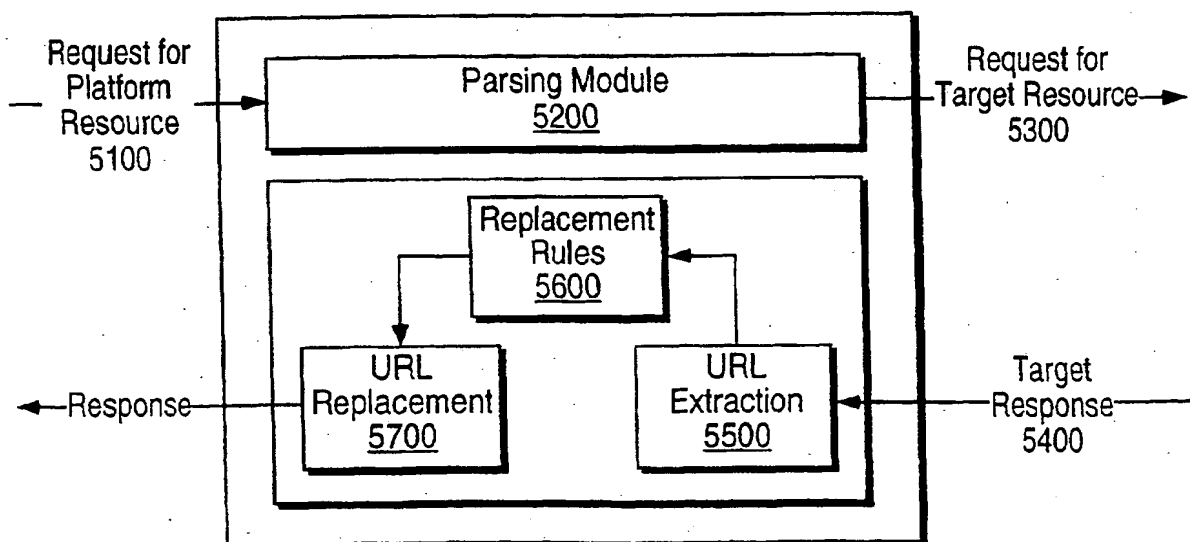 Request for
Platform
Resource
5100
Parsing Module
5200
Request for
Target Resource
5300
Replacement
Rules
5600
URL
Replacement
5700
URL
Extraction
5500
Response
Target
Response
5400